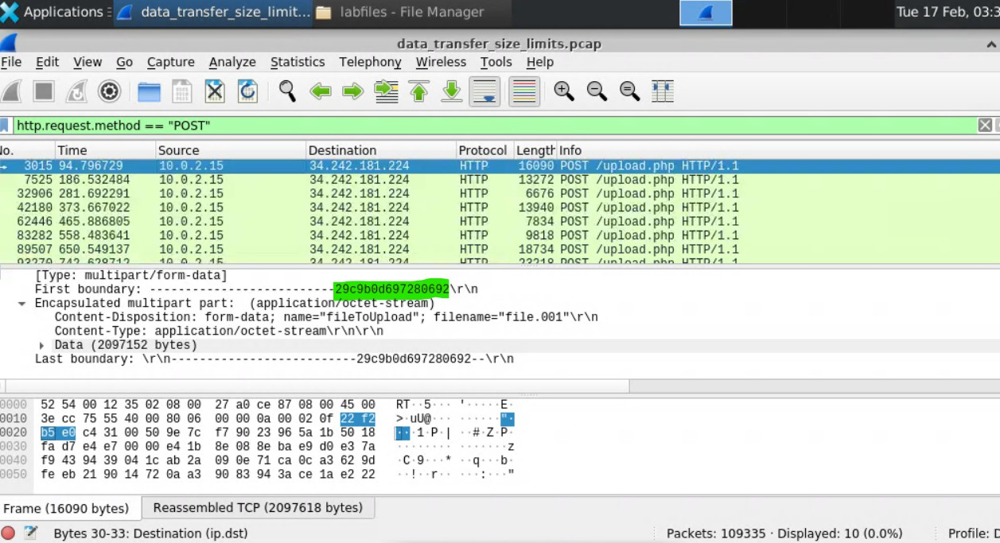 Applications
data_transfer_size_limit...
labfiles - File Manager
Tue 17 Feb, 03:3
data_transfer_size_limits.pcap
File Edit View Go Capture Analyze Statistics Telephony Wireless Tools Help
http.request.method == "POST"
No. Time Source Destination Protocol Length Info
3015 94.796729 10.0.2.15 34.242.181.224 HTTP 16090 POST /upload.php HTTP/1.1
7525 186.532484 10.0.2.15 34.242.181.224 HTTP 13272 POST /upload.php HTTP/1.1
32906 281.692291 10.0.2.15 34.242.181.224 HTTP 6676 POST /upload.php HTTP/1.1
42180 373.667022 10.0.2.15 34.242.181.224 HTTP 13940 POST /upload.php HTTP/1.1
62446 465.886805 10.0.2.15 34.242.181.224 HTTP 7834 POST /upload.php HTTP/1.1
83282 558.483641 10.0.2.15 34.242.181.224 HTTP 9818 POST /upload.php HTTP/1.1
89507 650.549137 10.0.2.15 34.242.181.224 HTTP 18734 POST /upload.php HTTP/1.1
93270 742.628712 10.0.2.15 34.242.181.224 HTTP 23218 POST /upload.php HTTP/1.1
[Type: multipart/form-data]
First boundary: --------------------------29c9b0d697280692\r\n
Encapsulated multipart part:  (application/octet-stream)
Content-Disposition: form-data; name="fileToUpload"; filename="file.001"\r\n
Content-Type: application/octet-stream\r\n\r\n
Data (2097152 bytes)
Last boundary: \r\n--------------------------29c9b0d697280692--\r\n
0000 52 54 00 12 35 02 08 00 27 a0 ce 87 08 00 45 00 RT··5··· '·····E·
0010 3e cc 75 55 40 00 80 06 00 00 0a 00 02 0f 22 f2 >·uU@··· ······"·
0020 b5 e0 c4 31 00 50 9e 7c f7 90 23 96 5a 1b 50 18 ···1·P·| ··#·Z·P·
0030 fa d7 e4 e7 00 00 e4 1b 8e 08 8e ba e9 d0 e3 7a ········ ·······z
0040 f9 43 94 39 04 1c ab 2a 09 0e 71 ca 0c a3 62 9d ·C·9···* ··q···b·
0050 fe eb 21 90 14 72 0a a3 90 83 94 3a ce 1a e2 22 ··!··r·· ···:···"
Frame (16090 bytes) Reassembled TCP (2097618 bytes)
Bytes 30-33: Destination (ip.dst) Packets: 109335 · Displayed: 10 (0.0%) Profile: D